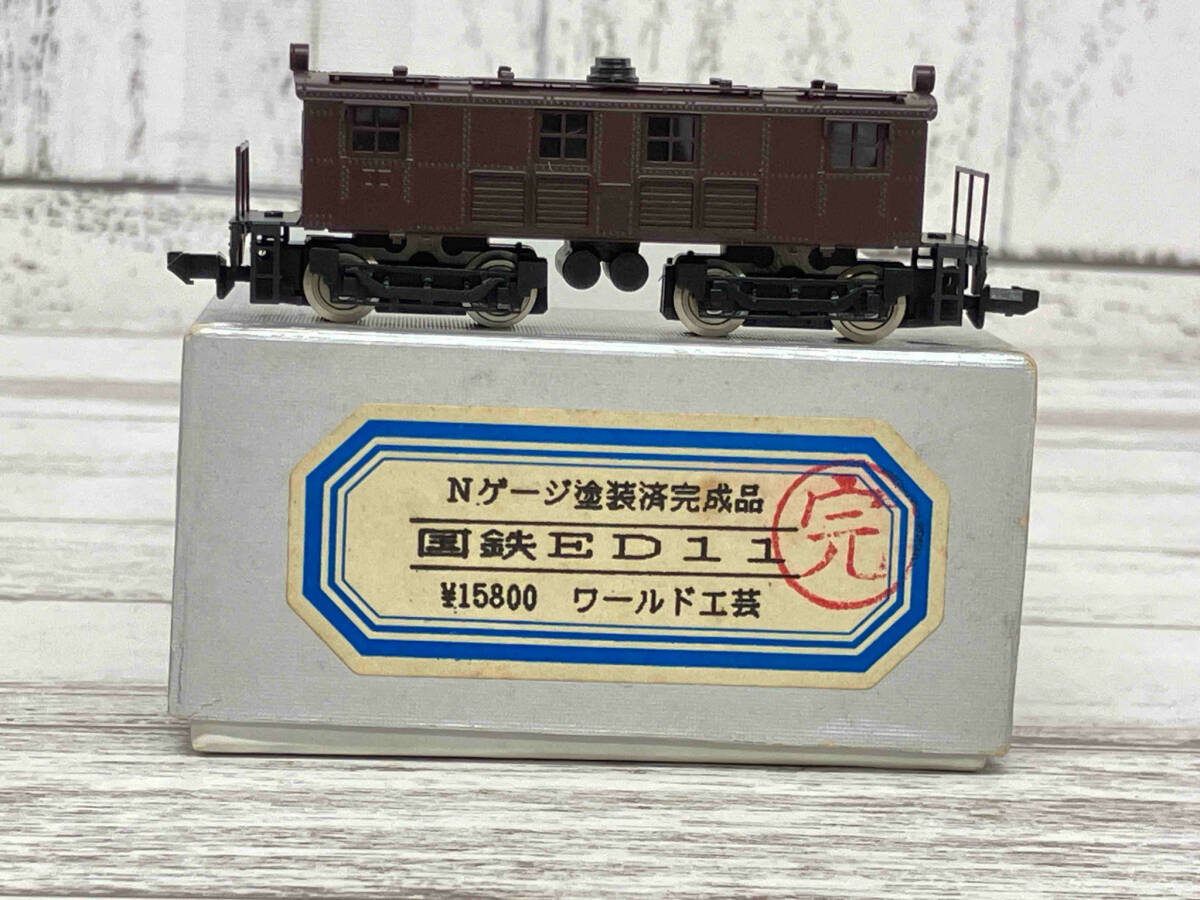 Nゲージ塗装済完成品
国鉄ED11
¥15800 ワールド工芸
完